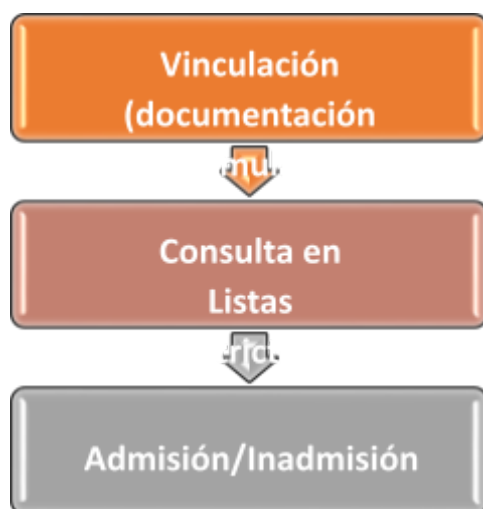 Vinculación
(documentación
Consulta en
Listas
Admisión/Inadmisión